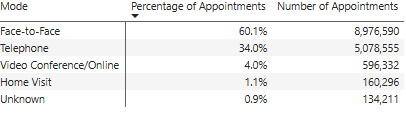 Mode Percentage of Appointments Number of Appointments
Face-to-Face 60.1% 8,976,590
Telephone 34.0% 5,078,555
Video Conference/Online 4.0% 596,332
Home Visit 1.1% 160,296
Unknown 0.9% 134,211